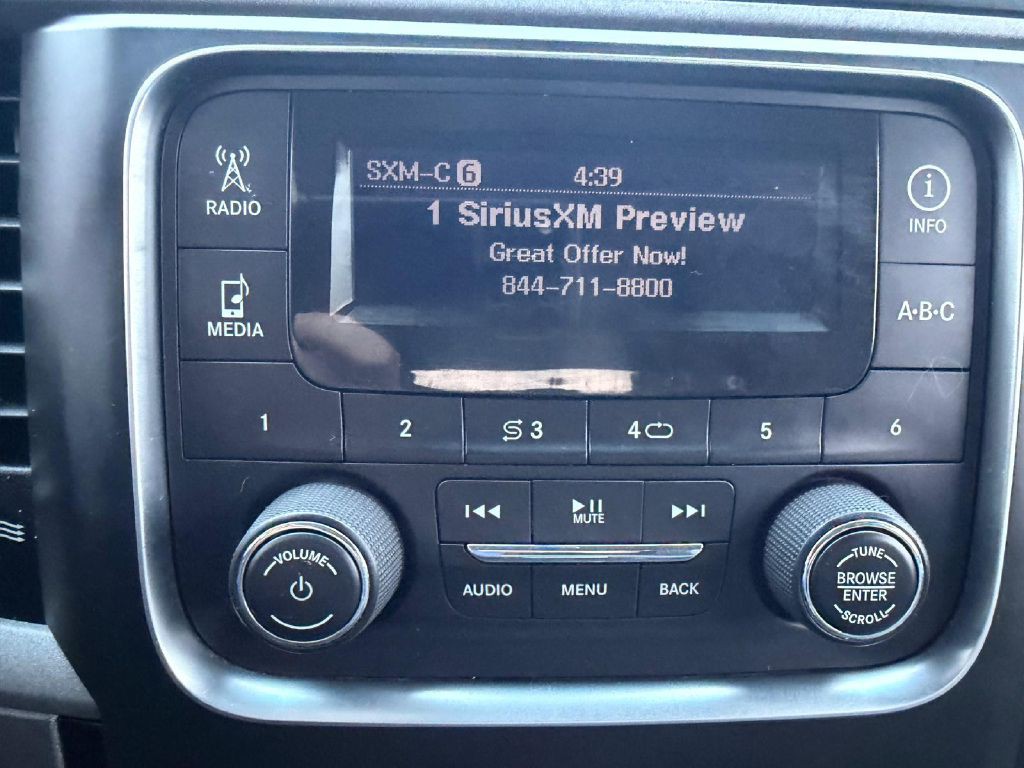 SXM-C 6 4:39
1 SiriusXM Preview
Great Offer Now!
844-711-8800
RADIO
MEDIA
i
INFO
A•B•C
1 2 3 4 5 6
MUTE
AUDIO MENU BACK
VOLUME
TUNE
BROWSE
ENTER
SCROLL